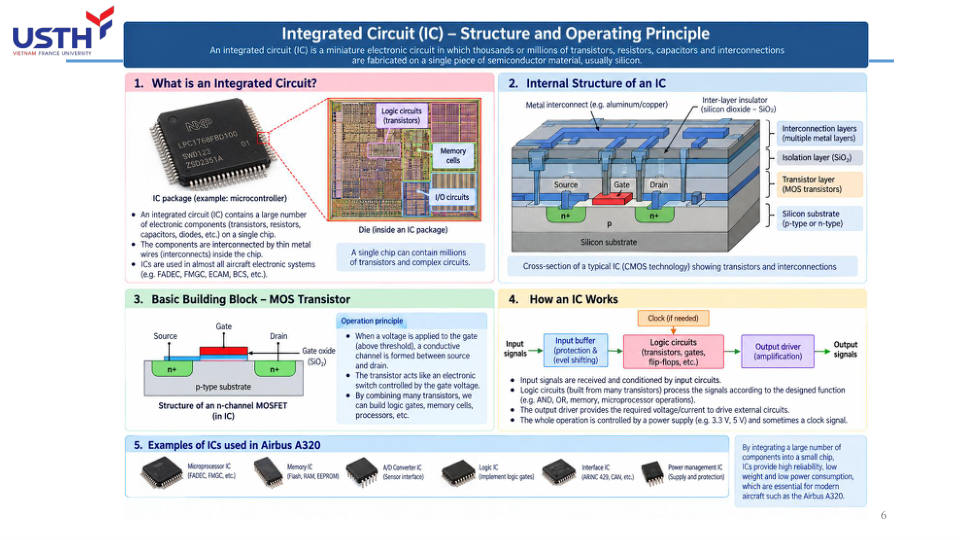 USTH
VIETNAM FRANCE UNIVERSITY
Integrated Circuit (IC) – Structure and Operating Principle
An integrated circuit (IC) is a miniature electronic circuit in which thousands or millions of transistors, resistors, capacitors and interconnections
are fabricated on a single piece of semiconductor material, usually silicon.
1. What is an Integrated Circuit?
NXP
LPC1768FBD100
SW0123 01
ZSD2351A
IC package (example: microcontroller)
Logic circuits
(transistors)
Memory
cells
I/O circuits
Die (inside an IC package)
• An integrated circuit (IC) contains a large number
of electronic components (transistors, resistors,
capacitors, diodes, etc.) on a single chip.
• The components are interconnected by thin metal
wires (interconnects) inside the chip.
• ICs are used in almost all aircraft electronic systems
(e.g. FADEC, FMGC, ECAM, BCS, etc.).
A single chip can contain millions
of transistors and complex circuits.
2. Internal Structure of an IC
Metal interconnect (e.g. aluminum/copper)
Inter-layer insulator
(silicon dioxide – SiO₂)
Interconnection layers
(multiple metal layers)
Isolation layer (SiO₂)
Transistor layer
(MOS transistors)
Silicon substrate
(p-type or n-type)
Source Gate Drain
n+ n+
p
Silicon substrate
Cross-section of a typical IC (CMOS technology) showing transistors and interconnections
3. Basic Building Block – MOS Transistor
Source
Gate
Drain
Gate oxide
(SiO₂)
n+ n+
p-type substrate
Structure of an n-channel MOSFET
(in IC)
Operation principle
• When a voltage is applied to the gate
(above threshold), a conductive
channel is formed between source
and drain.
• The transistor acts like an electronic
switch controlled by the gate voltage.
• By combining many transistors, we
can build logic gates, memory cells,
processors, etc.
4. How an IC Works
Clock (if needed)
Input
signals
Input buffer
(protection &
evel shifting)
Logic circuits
(transistors, gates,
flip-flops, etc.)
Output driver
(amplification)
Output
signals
• Input signals are received and conditioned by input circuits.
• Logic circuits (built from many transistors) process the signals according to the designed function
(e.g. AND, OR, memory, microprocessor operations).
• The output driver provides the required voltage/current to drive external circuits.
• The whole operation is controlled by a power supply (e.g. 3.3 V, 5 V) and sometimes a clock signal.
5. Examples of ICs used in Airbus A320
Microprocessor IC
(FADEC, FMGC, etc.)
Memory IC
(Flash, RAM, EEPROM)
A/D Converter IC
(Sensor interface)
Logic IC
(implement logic gates)
Interface IC
(ARINC 429, CAN, etc.)
Power management IC
(Supply and protection)
By integrating a large number of
components into a small chip,
ICs provide high reliability, low
weight and low power consumption,
which are essential for modern
aircraft such as the Airbus A320.
6